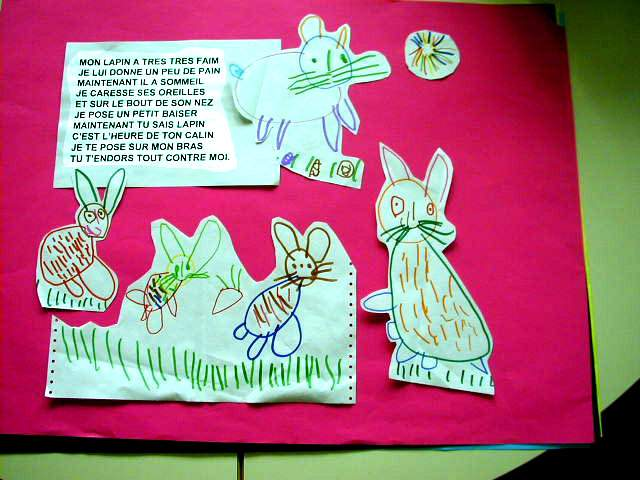 MON LAPIN A TRES TRES FAIM
JE LUI DONNE UN PEU DE PAIN
MAINTENANT IL A SOMMEIL
JE CARESSE SES OREILLES
ET SUR LE BOUT DE SON NEZ
JE POSE UN PETIT BAISER
MAINTENANT TU SAIS LAPIN
C'EST L'HEURE DE TON CALIN
JE TE POSE SUR MON BRAS
TU T'ENDORS TOUT CONTRE MOI.